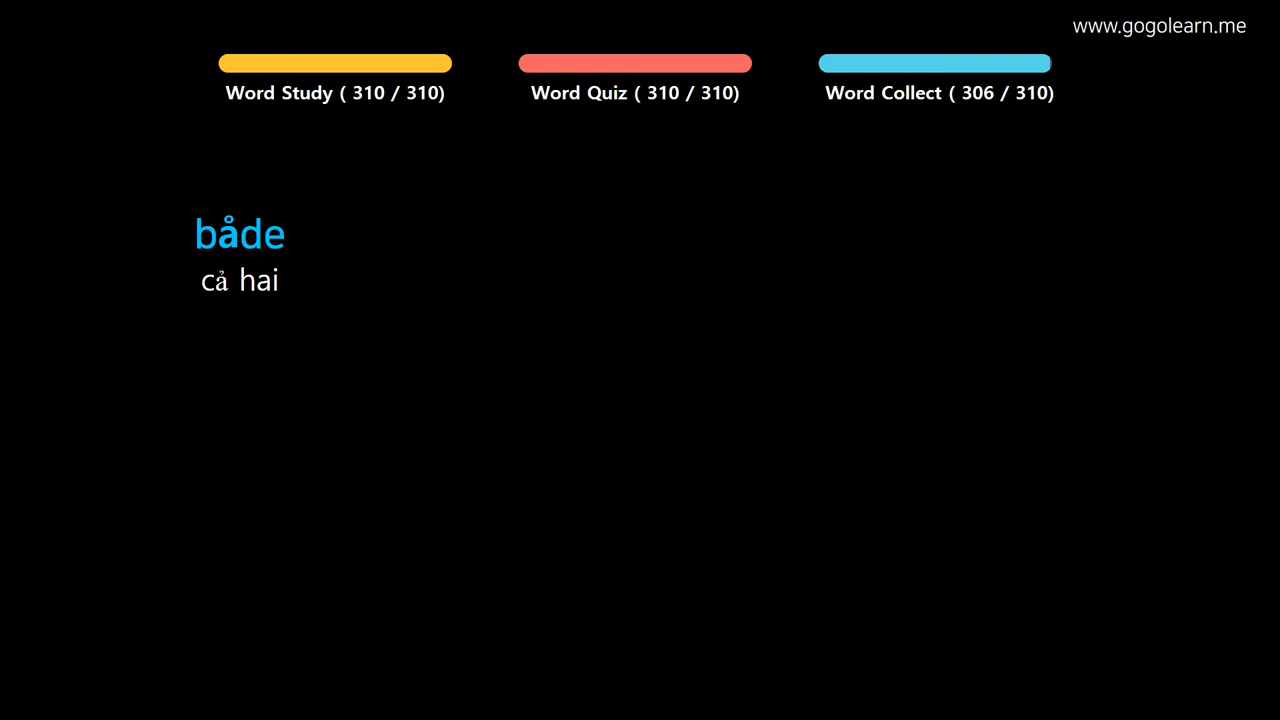 www.gogolearn.me
Word Study ( 310 / 310)
Word Quiz ( 310 / 310)
Word Collect ( 306 / 310)
både
cả hai